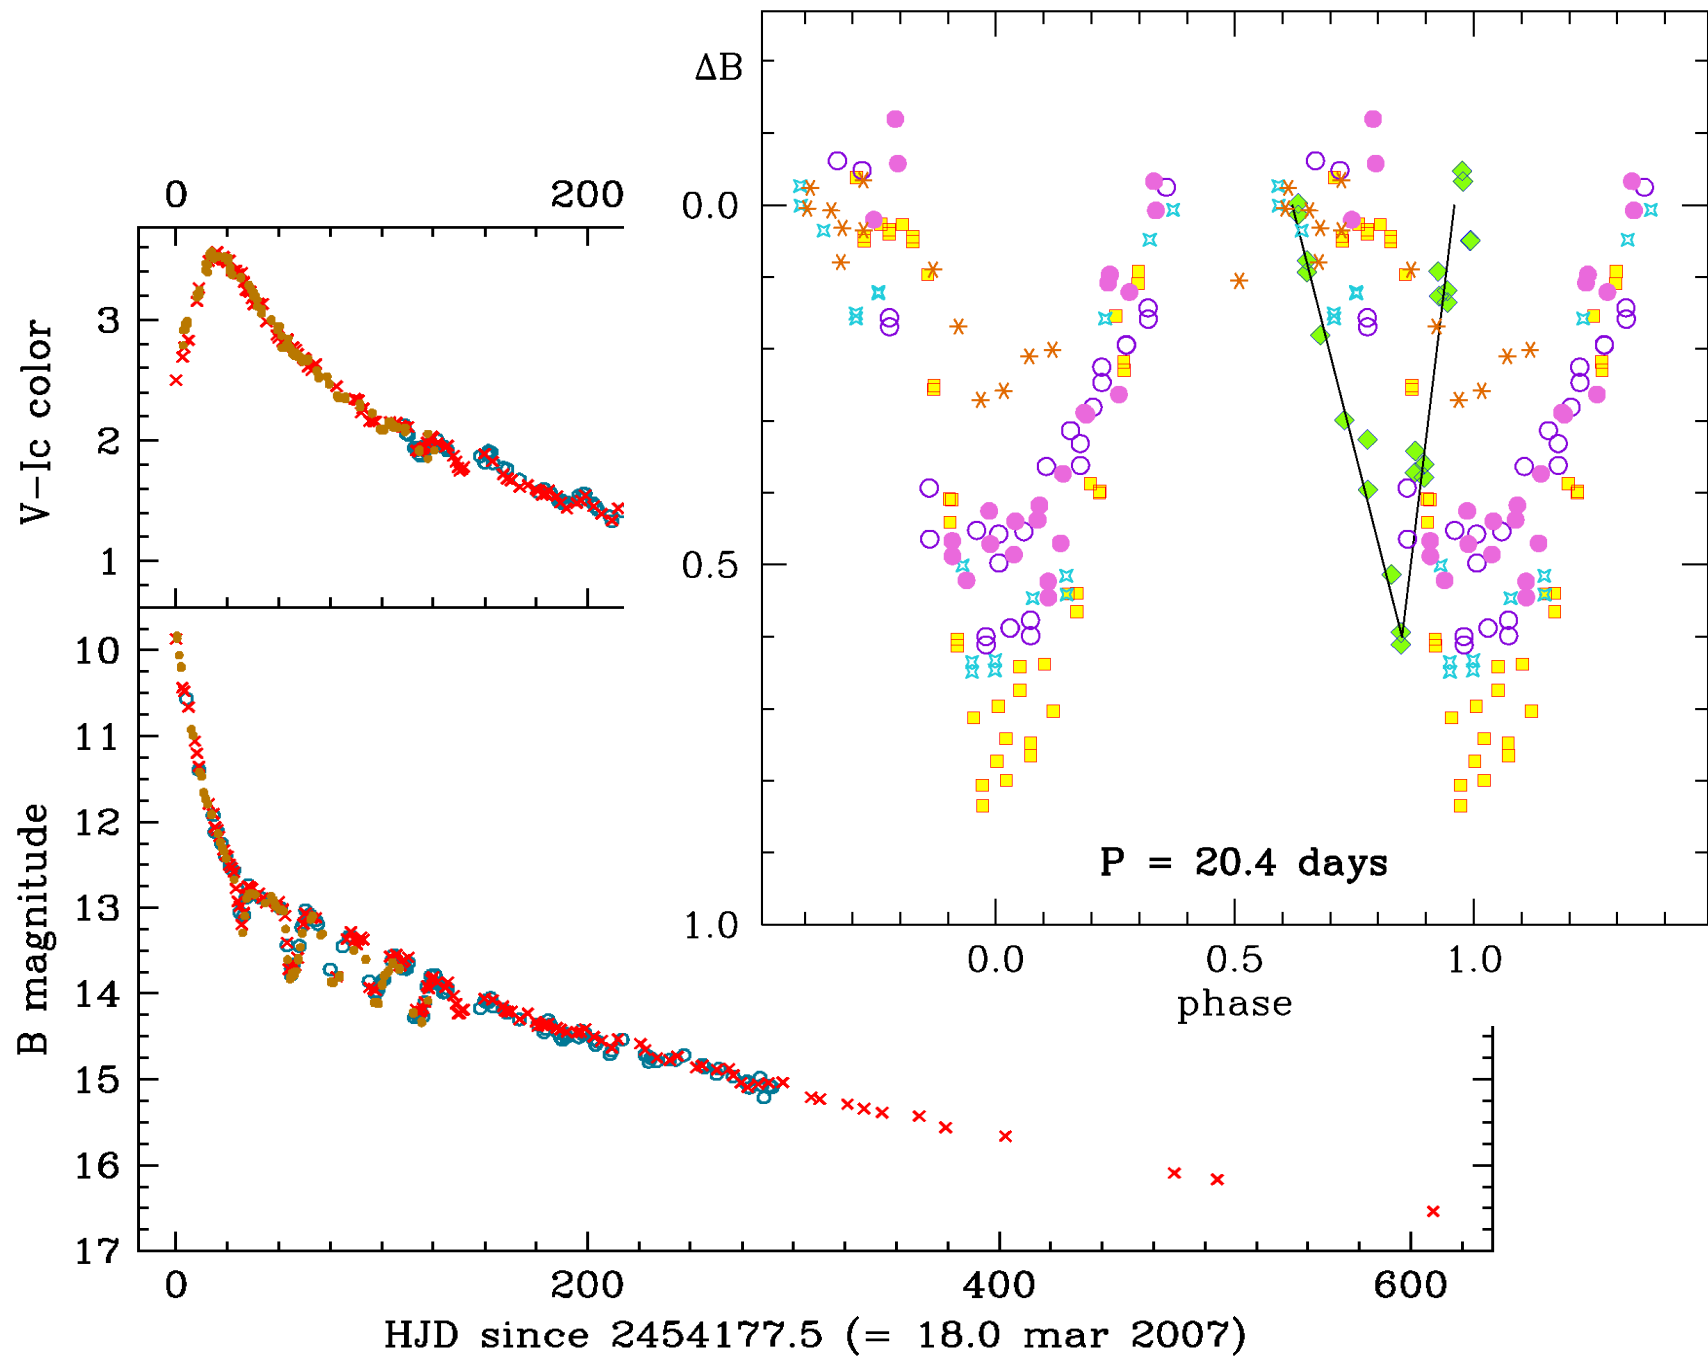 ΔB
0.0
0.5
1.0
0.0 0.5 1.0
phase
P = 20.4 days
0 200
3
2
1
V-Ic color
10
11
12
13
14
15
16
17
B magnitude
0 200 400 600
HJD since 2454177.5 (= 18.0 mar 2007)